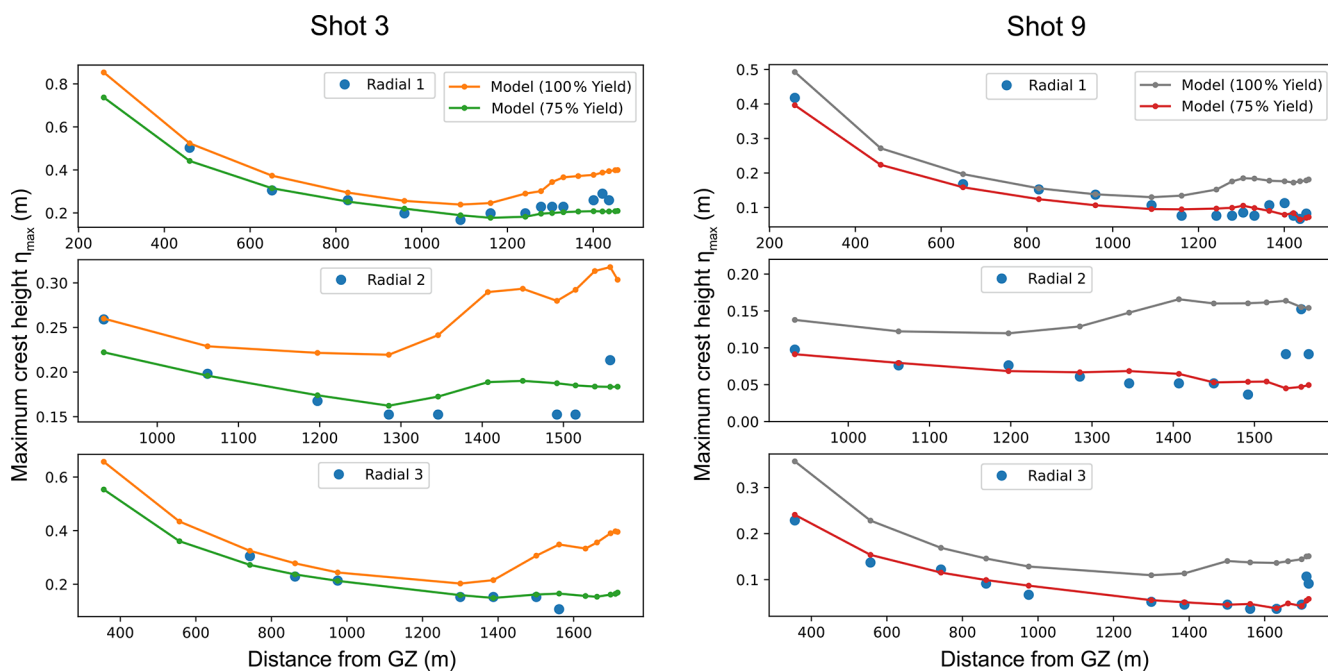 Shot 3
Shot 9
Maximum crest height η_max (m)
0.8
0.6
0.4
0.2
Radial 1
Model (100% Yield)
Model (75% Yield)
200 400 600 800 1000 1200 1400
0.30
0.25
0.20
0.15
Radial 2
1000 1100 1200 1300 1400 1500
0.6
0.4
0.2
Radial 3
400 600 800 1000 1200 1400 1600
Distance from GZ (m)
Maximum crest height η_max (m)
0.5
0.4
0.3
0.2
0.1
Radial 1
Model (100% Yield)
Model (75% Yield)
200 400 600 800 1000 1200 1400
0.20
0.15
0.10
0.05
0.00
Radial 2
1000 1100 1200 1300 1400 1500
0.3
0.2
0.1
Radial 3
400 600 800 1000 1200 1400 1600
Distance from GZ (m)